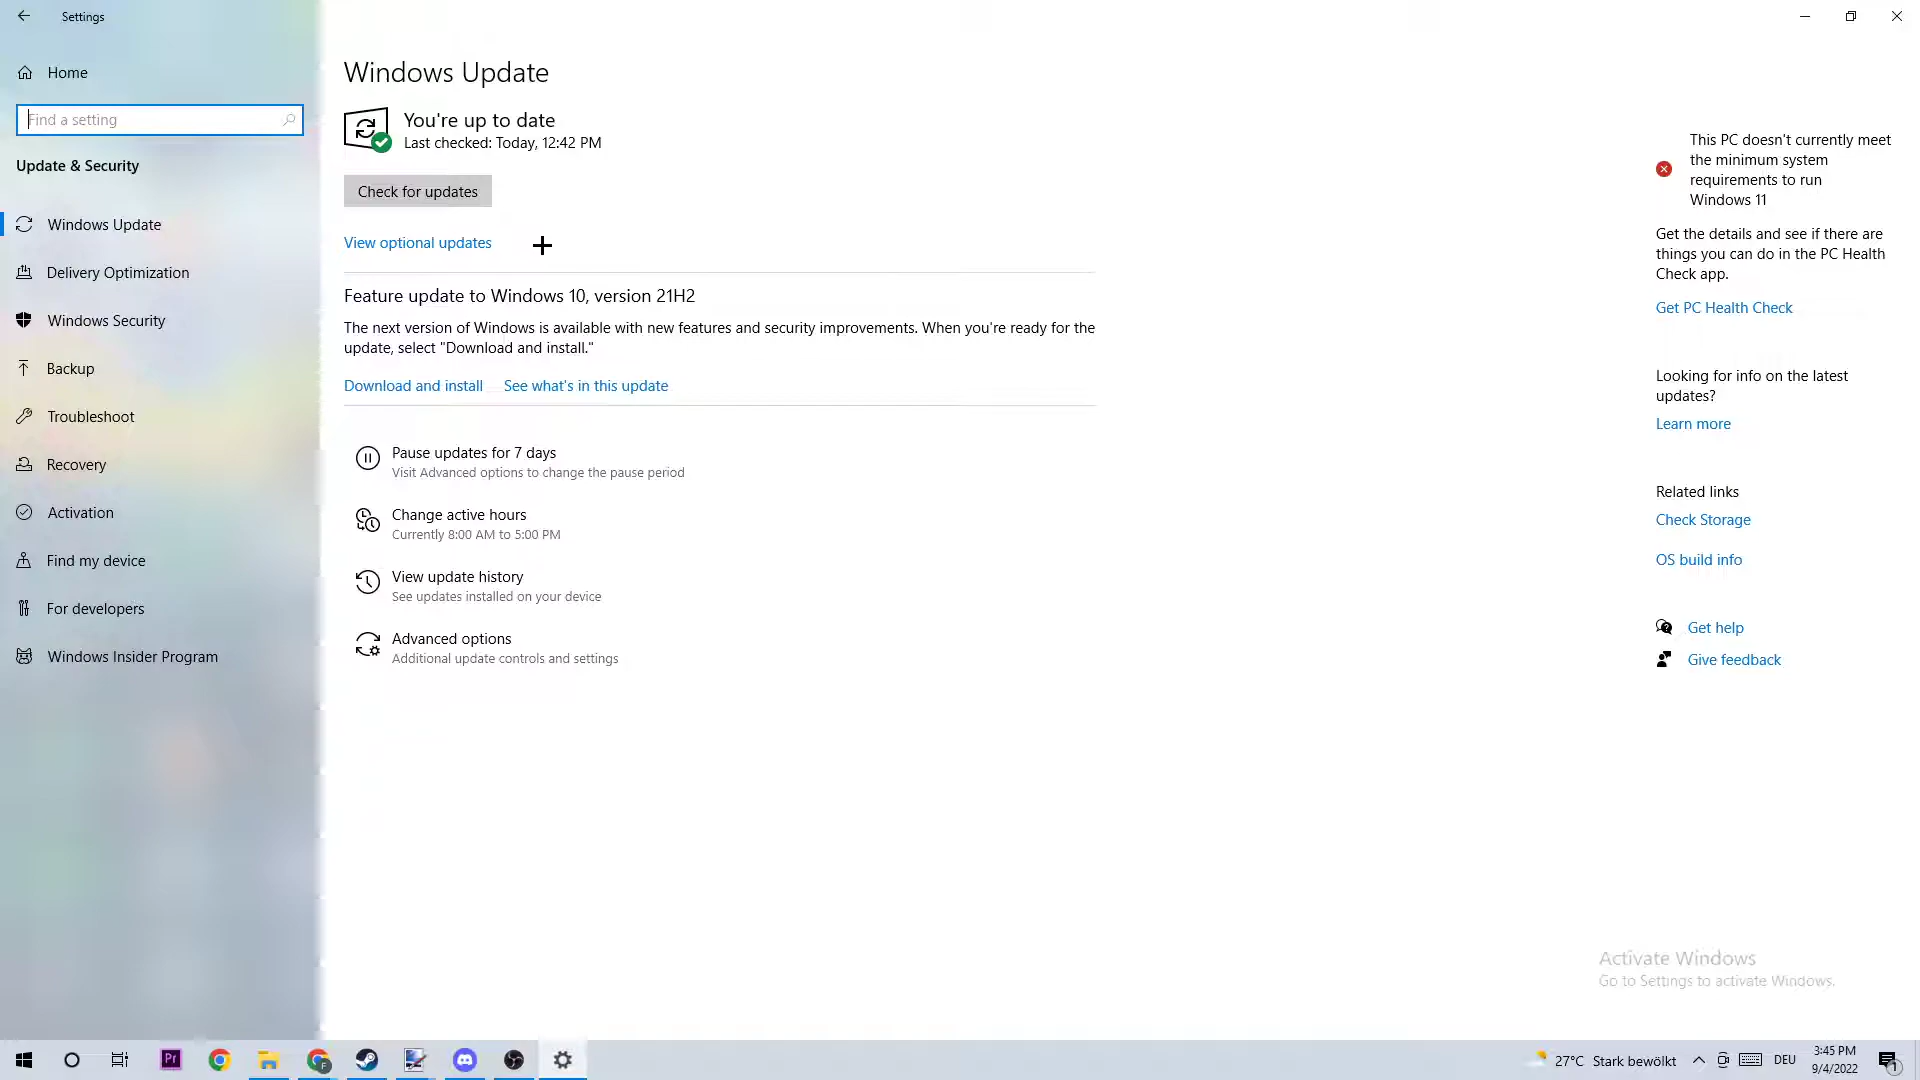 Settings
Home
Find a setting
Update & Security
Windows Update
Delivery Optimization
Windows Security
Backup
Troubleshoot
Recovery
Activation
Find my device
For developers
Windows Insider Program
Windows Update
You're up to date
Last checked: Today, 12:42 PM
Check for updates
View optional updates
Feature update to Windows 10, version 21H2
The next version of Windows is available with new features and security improvements. When you're ready for the
update, select "Download and install."
Download and install See what's in this update
Pause updates for 7 days
Visit Advanced options to change the pause period
Change active hours
Currently 8:00 AM to 5:00 PM
View update history
See updates installed on your device
Advanced options
Additional update controls and settings
This PC doesn't currently meet
the minimum system
requirements to run
Windows 11
Get the details and see if there are
things you can do in the PC Health
Check app.
Get PC Health Check
Looking for info on the latest
updates?
Learn more
Related links
Check Storage
OS build info
Get help
Give feedback
Activate Windows
Go to Settings to activate Windows.
Pr
F
27°C Stark bewölkt
DEU
3:45 PM
9/4/2022
1